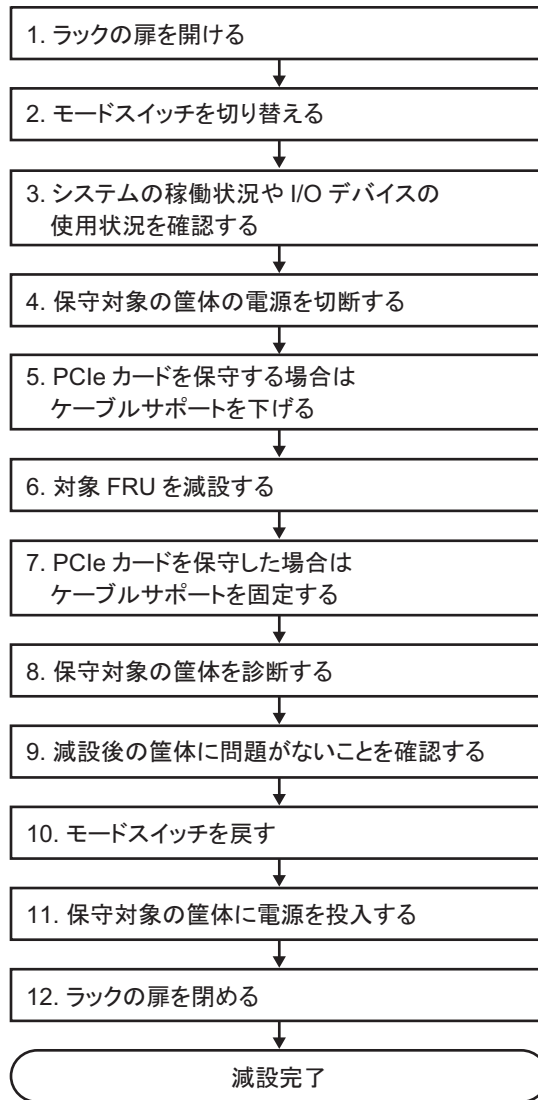 1. ラックの扉を開ける
2. モードスイッチを切り替える
3. システムの稼働状況や I/O デバイスの
使用状況を確認する
4. 保守対象の筐体の電源を切断する
5. PCIe カードを保守する場合は
ケーブルサポートを下げる
6. 対象 FRU を減設する
7. PCIe カードを保守した場合は
ケーブルサポートを固定する
8. 保守対象の筐体を診断する
9. 減設後の筐体に問題がないことを確認する
10. モードスイッチを戻す
11. 保守対象の筐体に電源を投入する
12. ラックの扉を閉める
減設完了